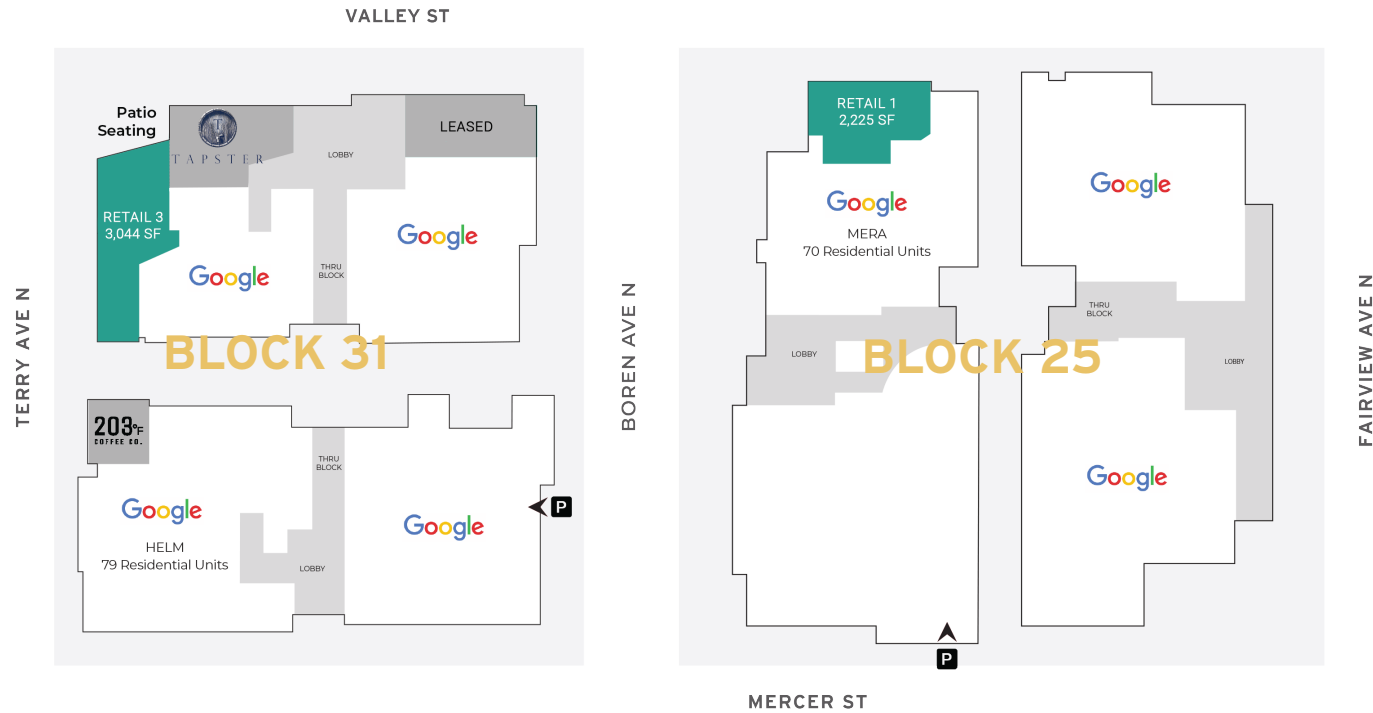 VALLEY ST
Patio
Seating
T
TAPSTER
LOBBY
LEASED
RETAIL 3
3,044 SF
Google
THRU
BLOCK
Google
BLOCK 31
TERRY AVE N
203°F
COFFEE CO.
THRU
BLOCK
Google
HELM
79 Residential Units
LOBBY
Google
P
BOREN AVE N
RETAIL 1
2,225 SF
Google
MERA
70 Residential Units
Google
THRU
BLOCK
LOBBY
BLOCK 25
LOBBY
Google
P
FAIRVIEW AVE N
MERCER ST